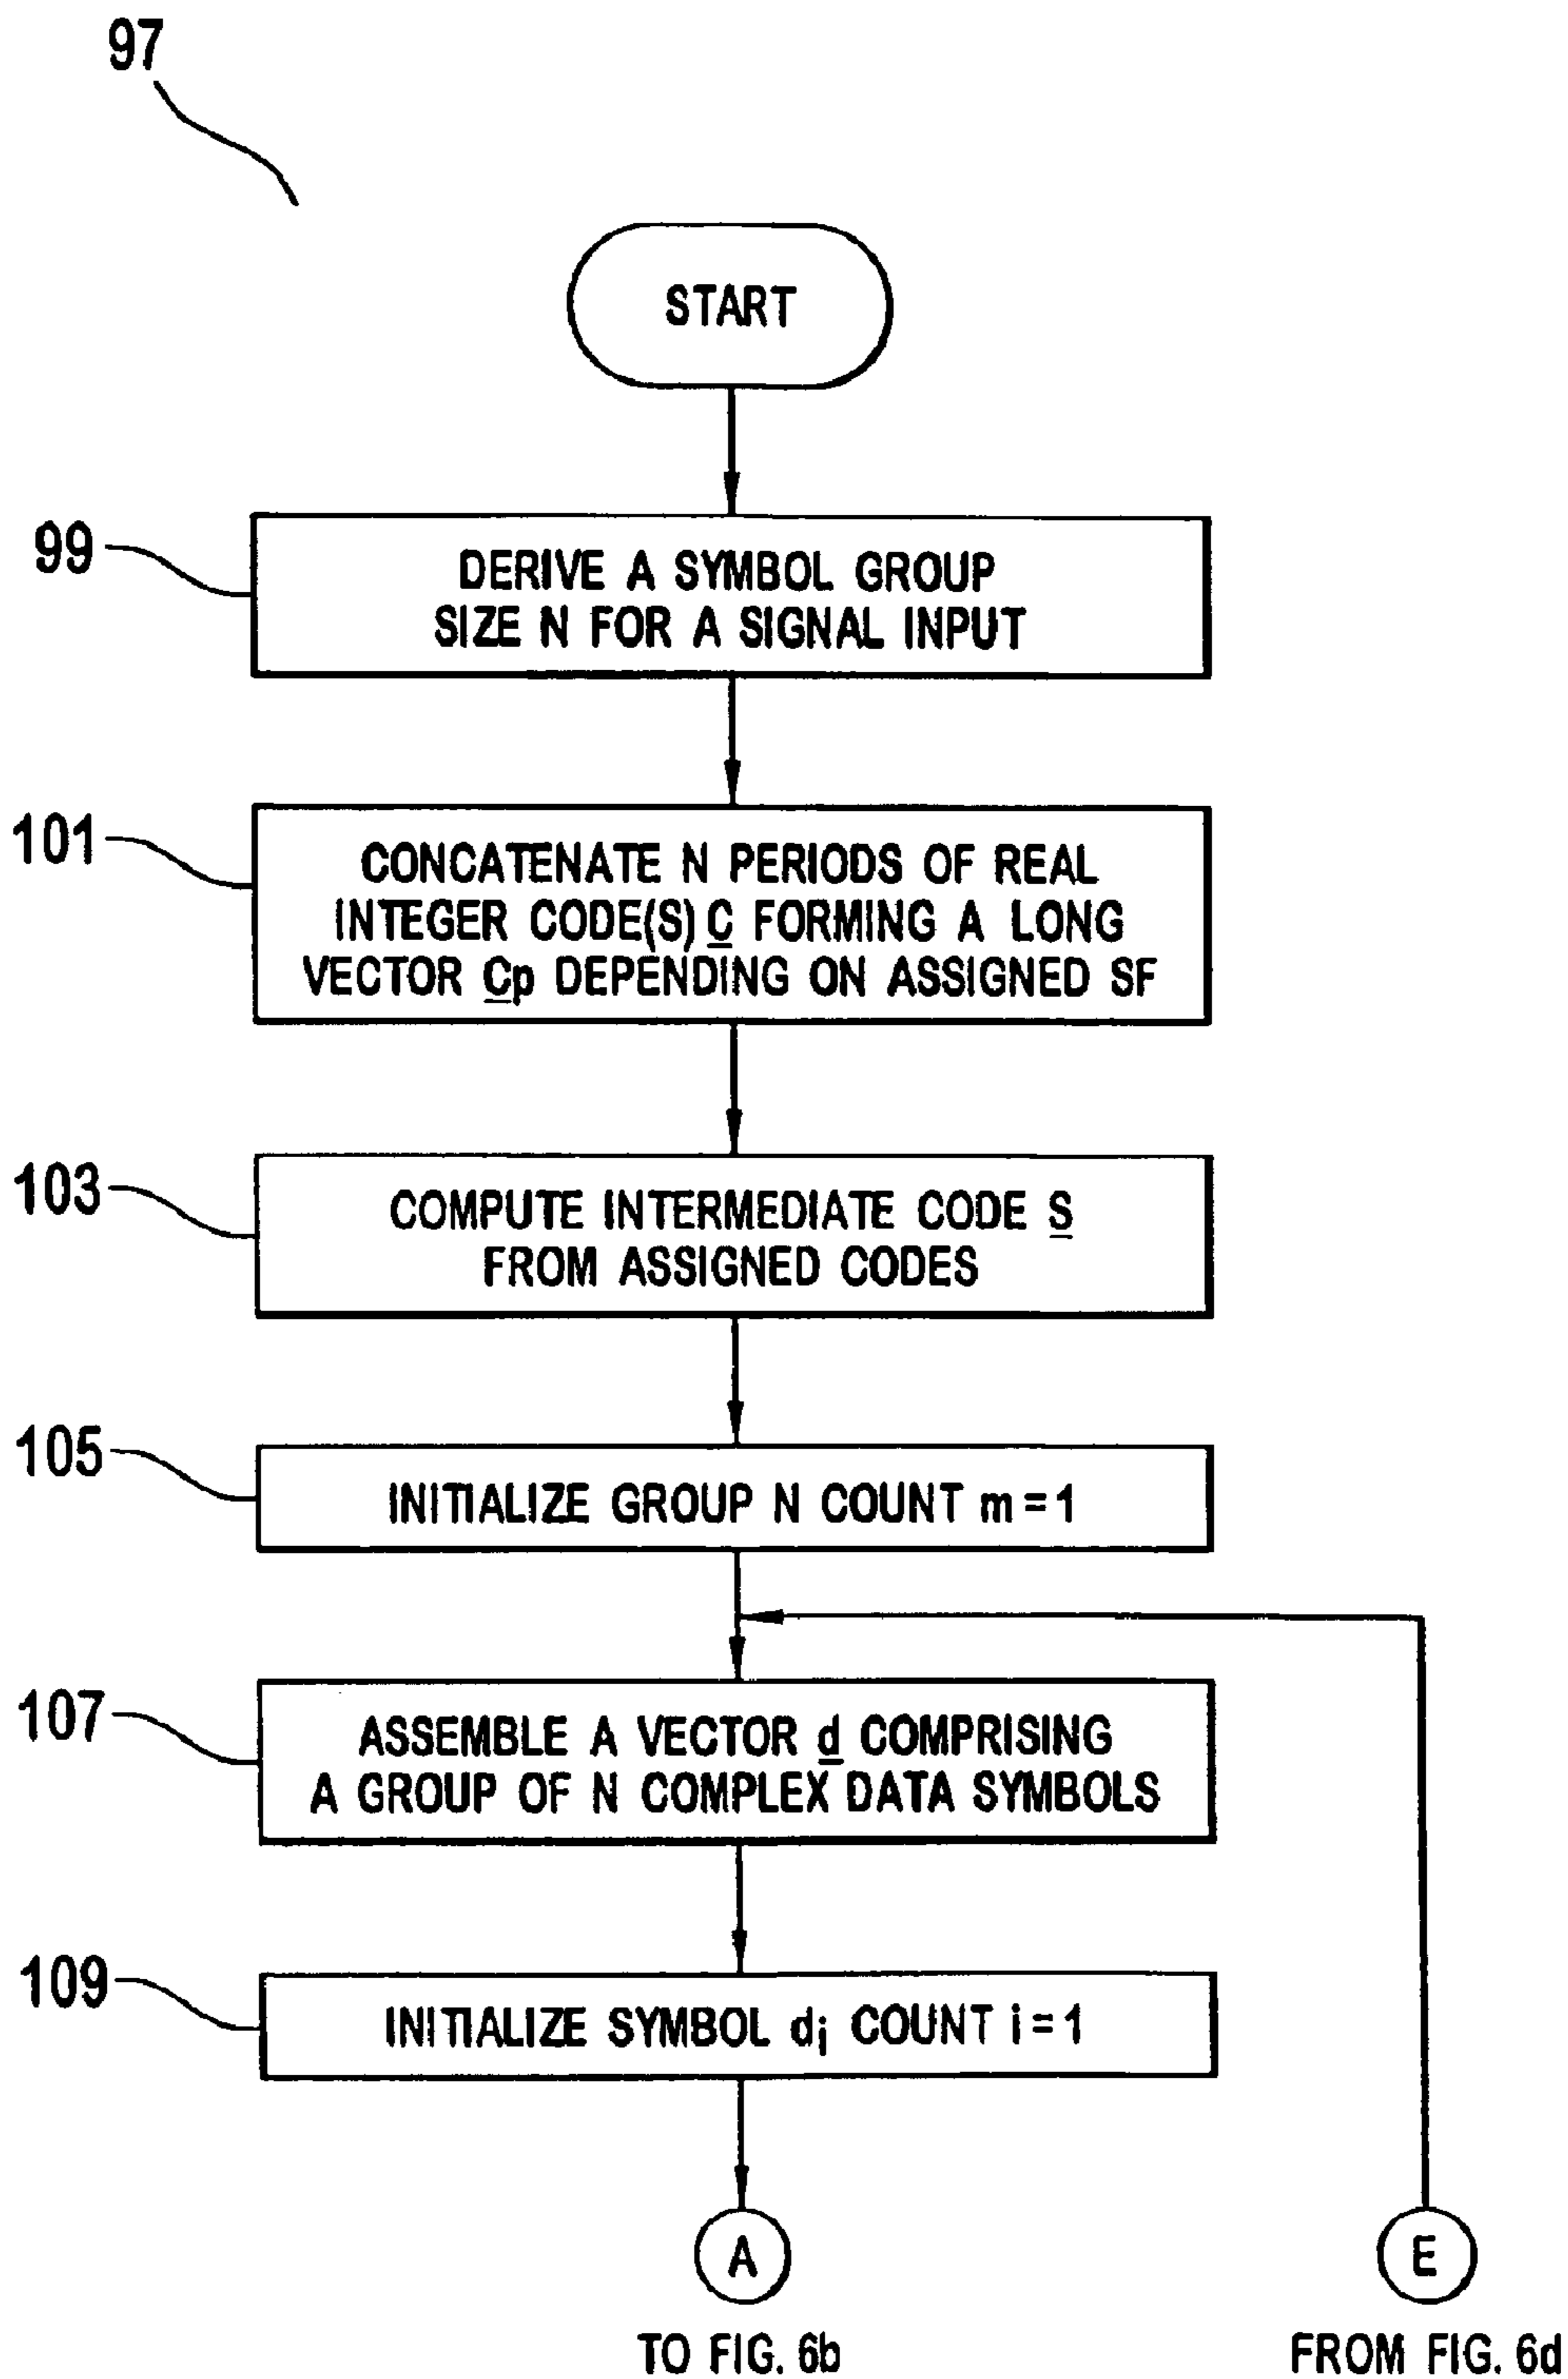 97
START
99
DERIVE A SYMBOL GROUP
SIZE N FOR A SIGNAL INPUT
101
CONCATENATE N PERIODS OF REAL
INTEGER CODE(S) C FORMING A LONG
VECTOR Cp DEPENDING ON ASSIGNED SF
103
COMPUTE INTERMEDIATE CODE S
FROM ASSIGNED CODES
105
INITIALIZE GROUP N COUNT m = 1
107
ASSEMBLE A VECTOR d COMPRISING
A GROUP OF N COMPLEX DATA SYMBOLS
109
INITIALIZE SYMBOL di COUNT i = 1
A
E
TO FIG. 6b
FROM FIG. 6d